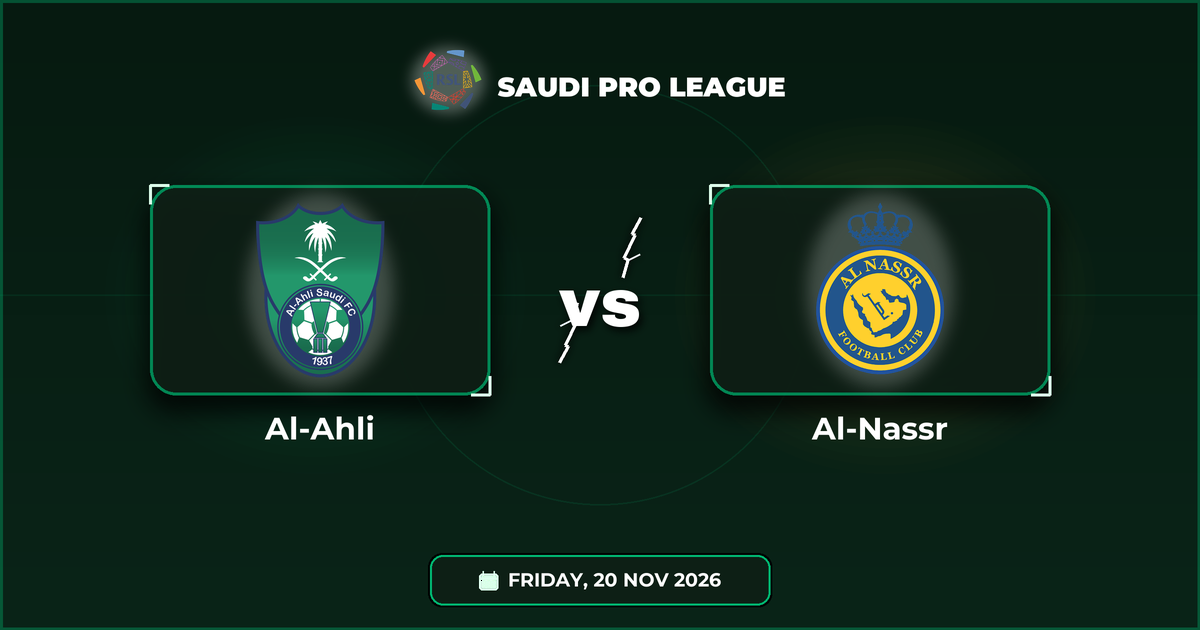 RSL
SAUDI PRO LEAGUE
Al-Ahli Saudi FC
1937
VS
AL NASSR
FOOTBALL CLUB
Al-Ahli
Al-Nassr
FRIDAY, 20 NOV 2026